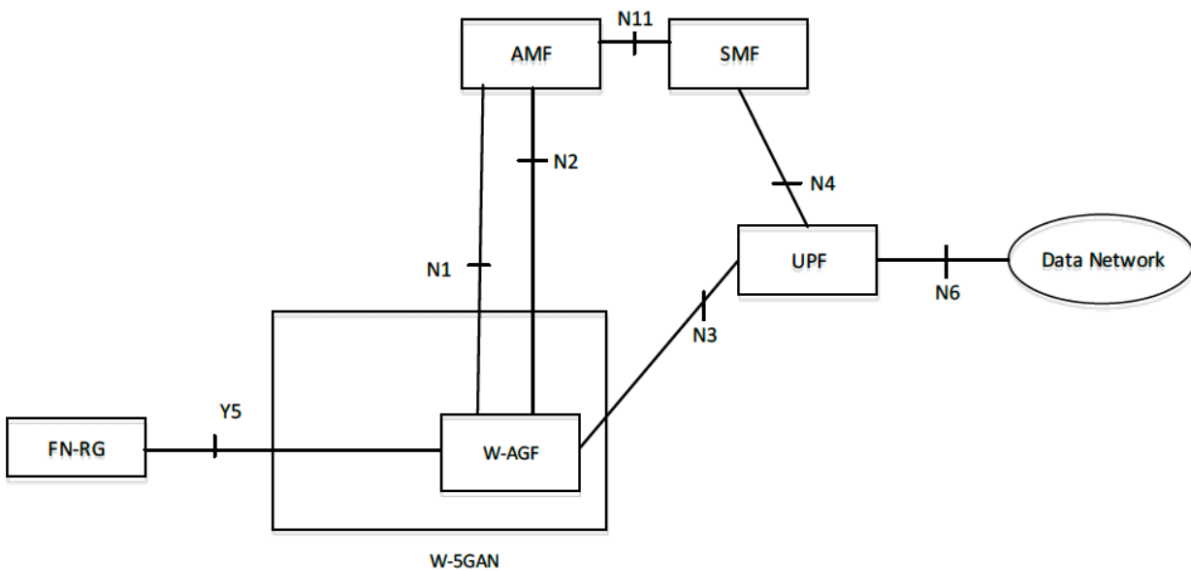 N11
AMF
SMF
N2
N4
N1
UPF
Data Network
N6
N3
Y5
FN-RG
W-AGF
W-5GAN